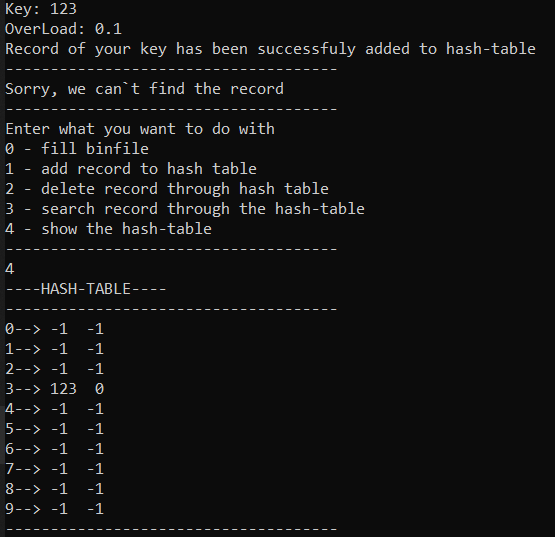 Key: 123
OverLoad: 0.1
Record of your key has been successfuly added to hash-table
-------------------------------------
Sorry, we can`t find the record
-------------------------------------
Enter what you want to do with
0 - fill binfile
1 - add record to hash table
2 - delete record through hash table
3 - search record through the hash-table
4 - show the hash-table
-------------------------------------
4
----HASH-TABLE----
-------------------------------------
0--> -1  -1
1--> -1  -1
2--> -1  -1
3--> 123  0
4--> -1  -1
5--> -1  -1
6--> -1  -1
7--> -1  -1
8--> -1  -1
9--> -1  -1
-------------------------------------